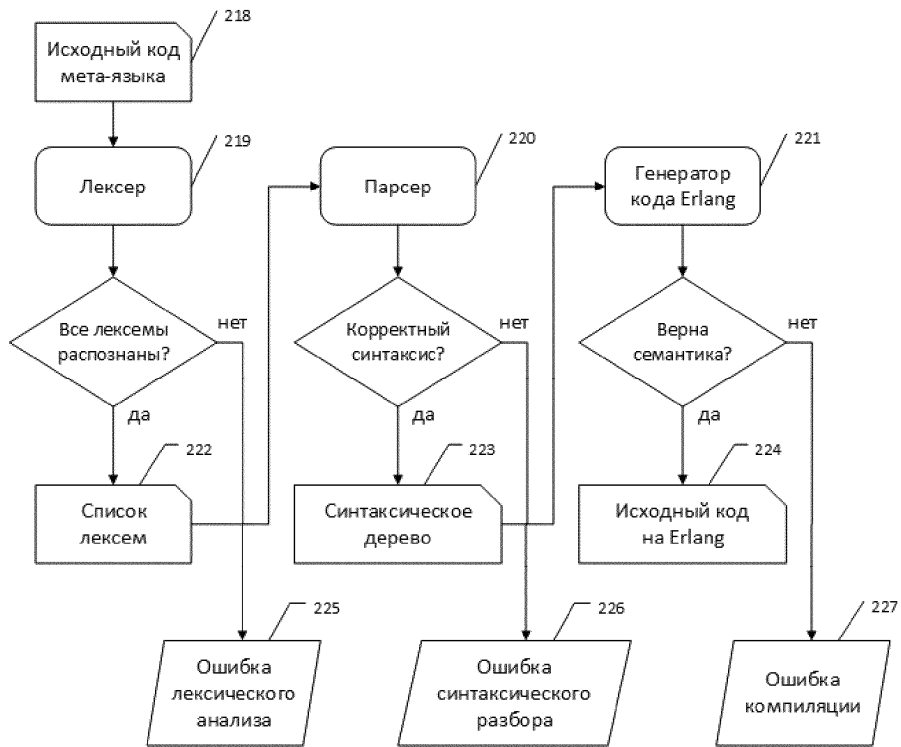 218
Исходный код
мета-языка
219
Лексер
220
Парсер
221
Генератор
кода Erlang
Все лексемы
распознаны?
нет
да
Корректный
синтаксис?
нет
да
Верна
семантика?
нет
да
222
Список
лексем
223
Синтаксическое
дерево
224
Исходный код
на Erlang
225
Ошибка
лексического
анализа
226
Ошибка
синтаксического
разбора
227
Ошибка
компиляции